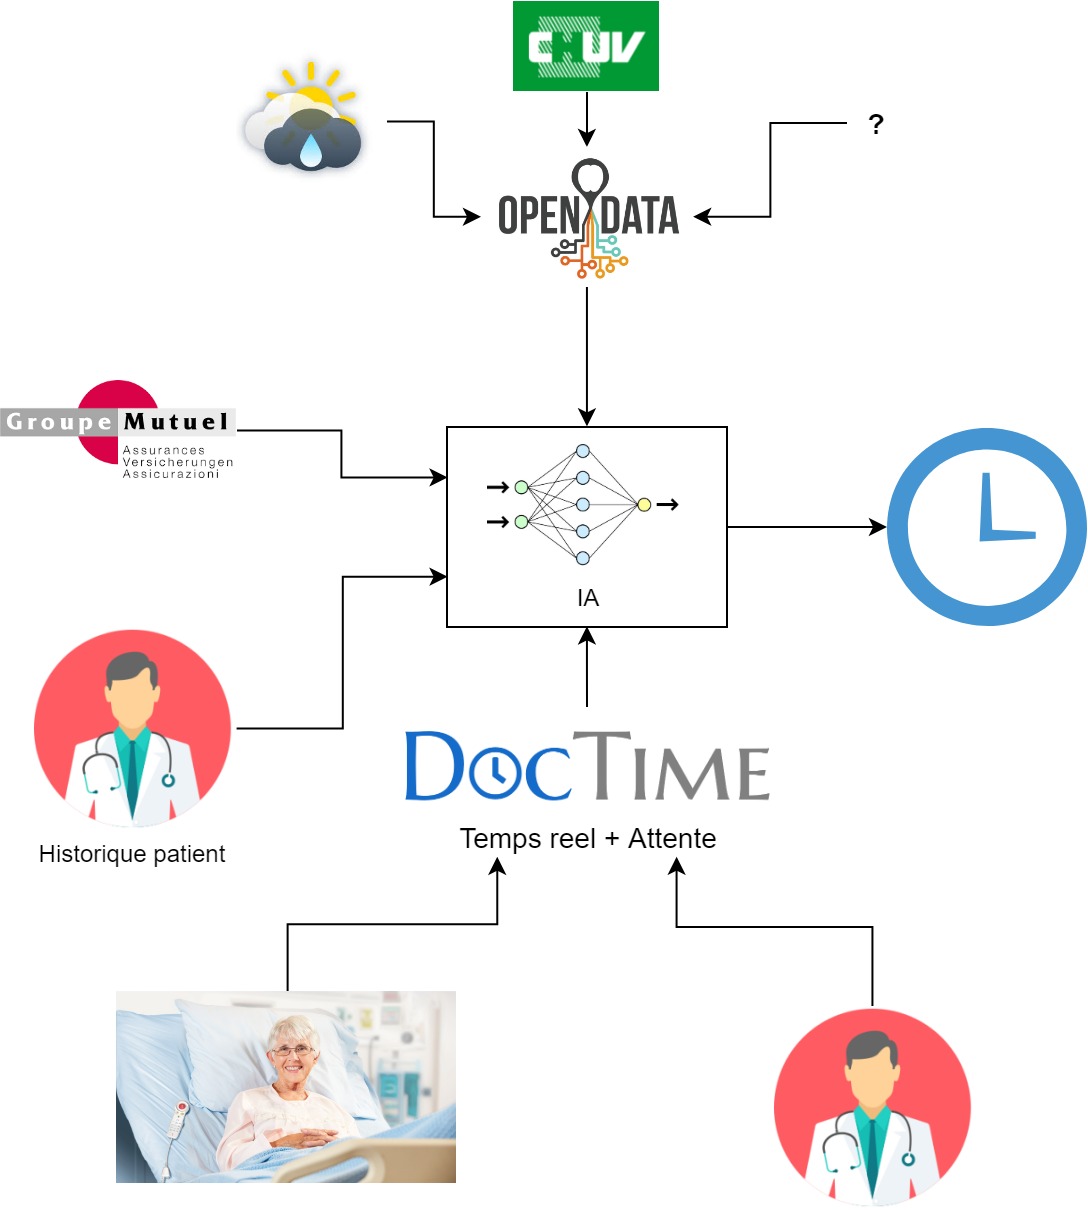 CHUV
?
OPEN DATA
Groupe Mutuel
Assurances
Versicherungen
Assicurazioni
IA
Historique patient
DOCTIME
Temps reel + Attente